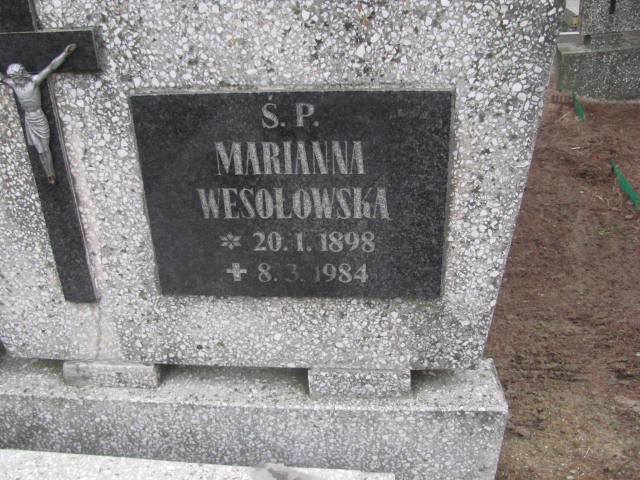 Ś. P.
MARIANNA
WESOŁOWSKA
* 20. 1. 1898
✝ 8. 3. 1984